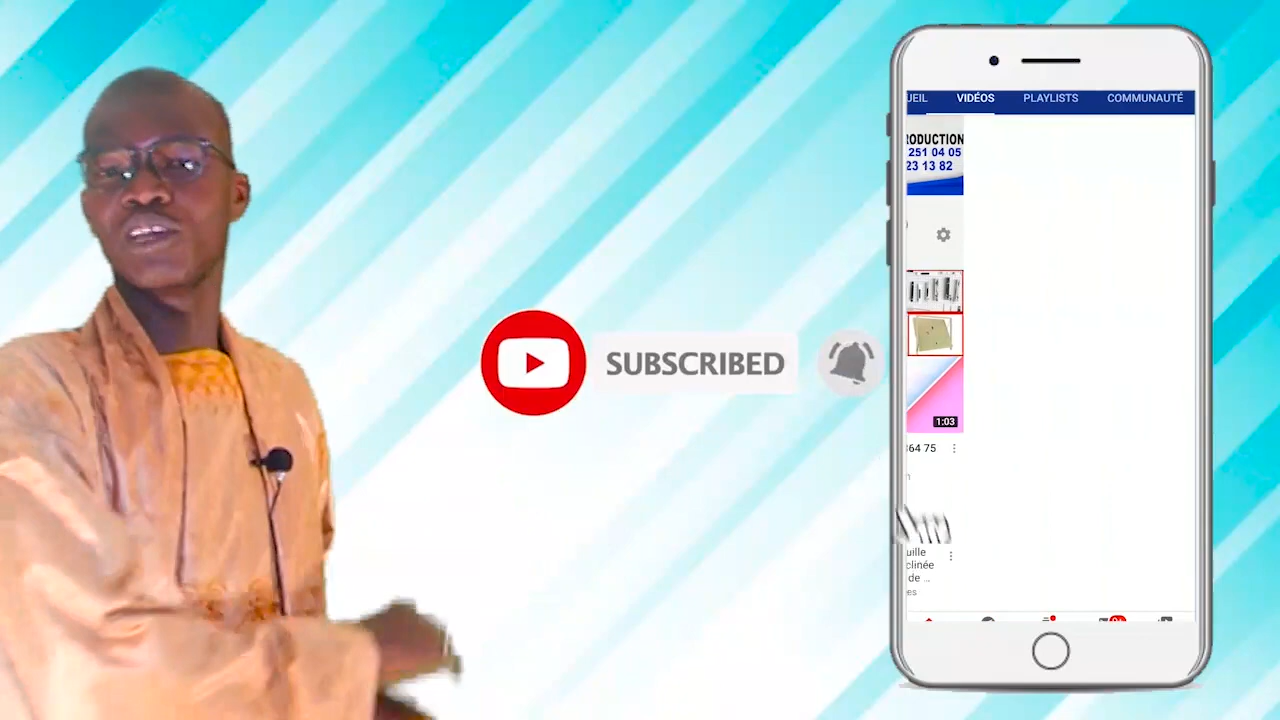 SUBSCRIBED
UEIL VIDÉOS PLAYLISTS COMMUNAUTÉ
RODUCTION
251 04 05
23 13 82
1:03
64 75
uille
clinée
de ...
es